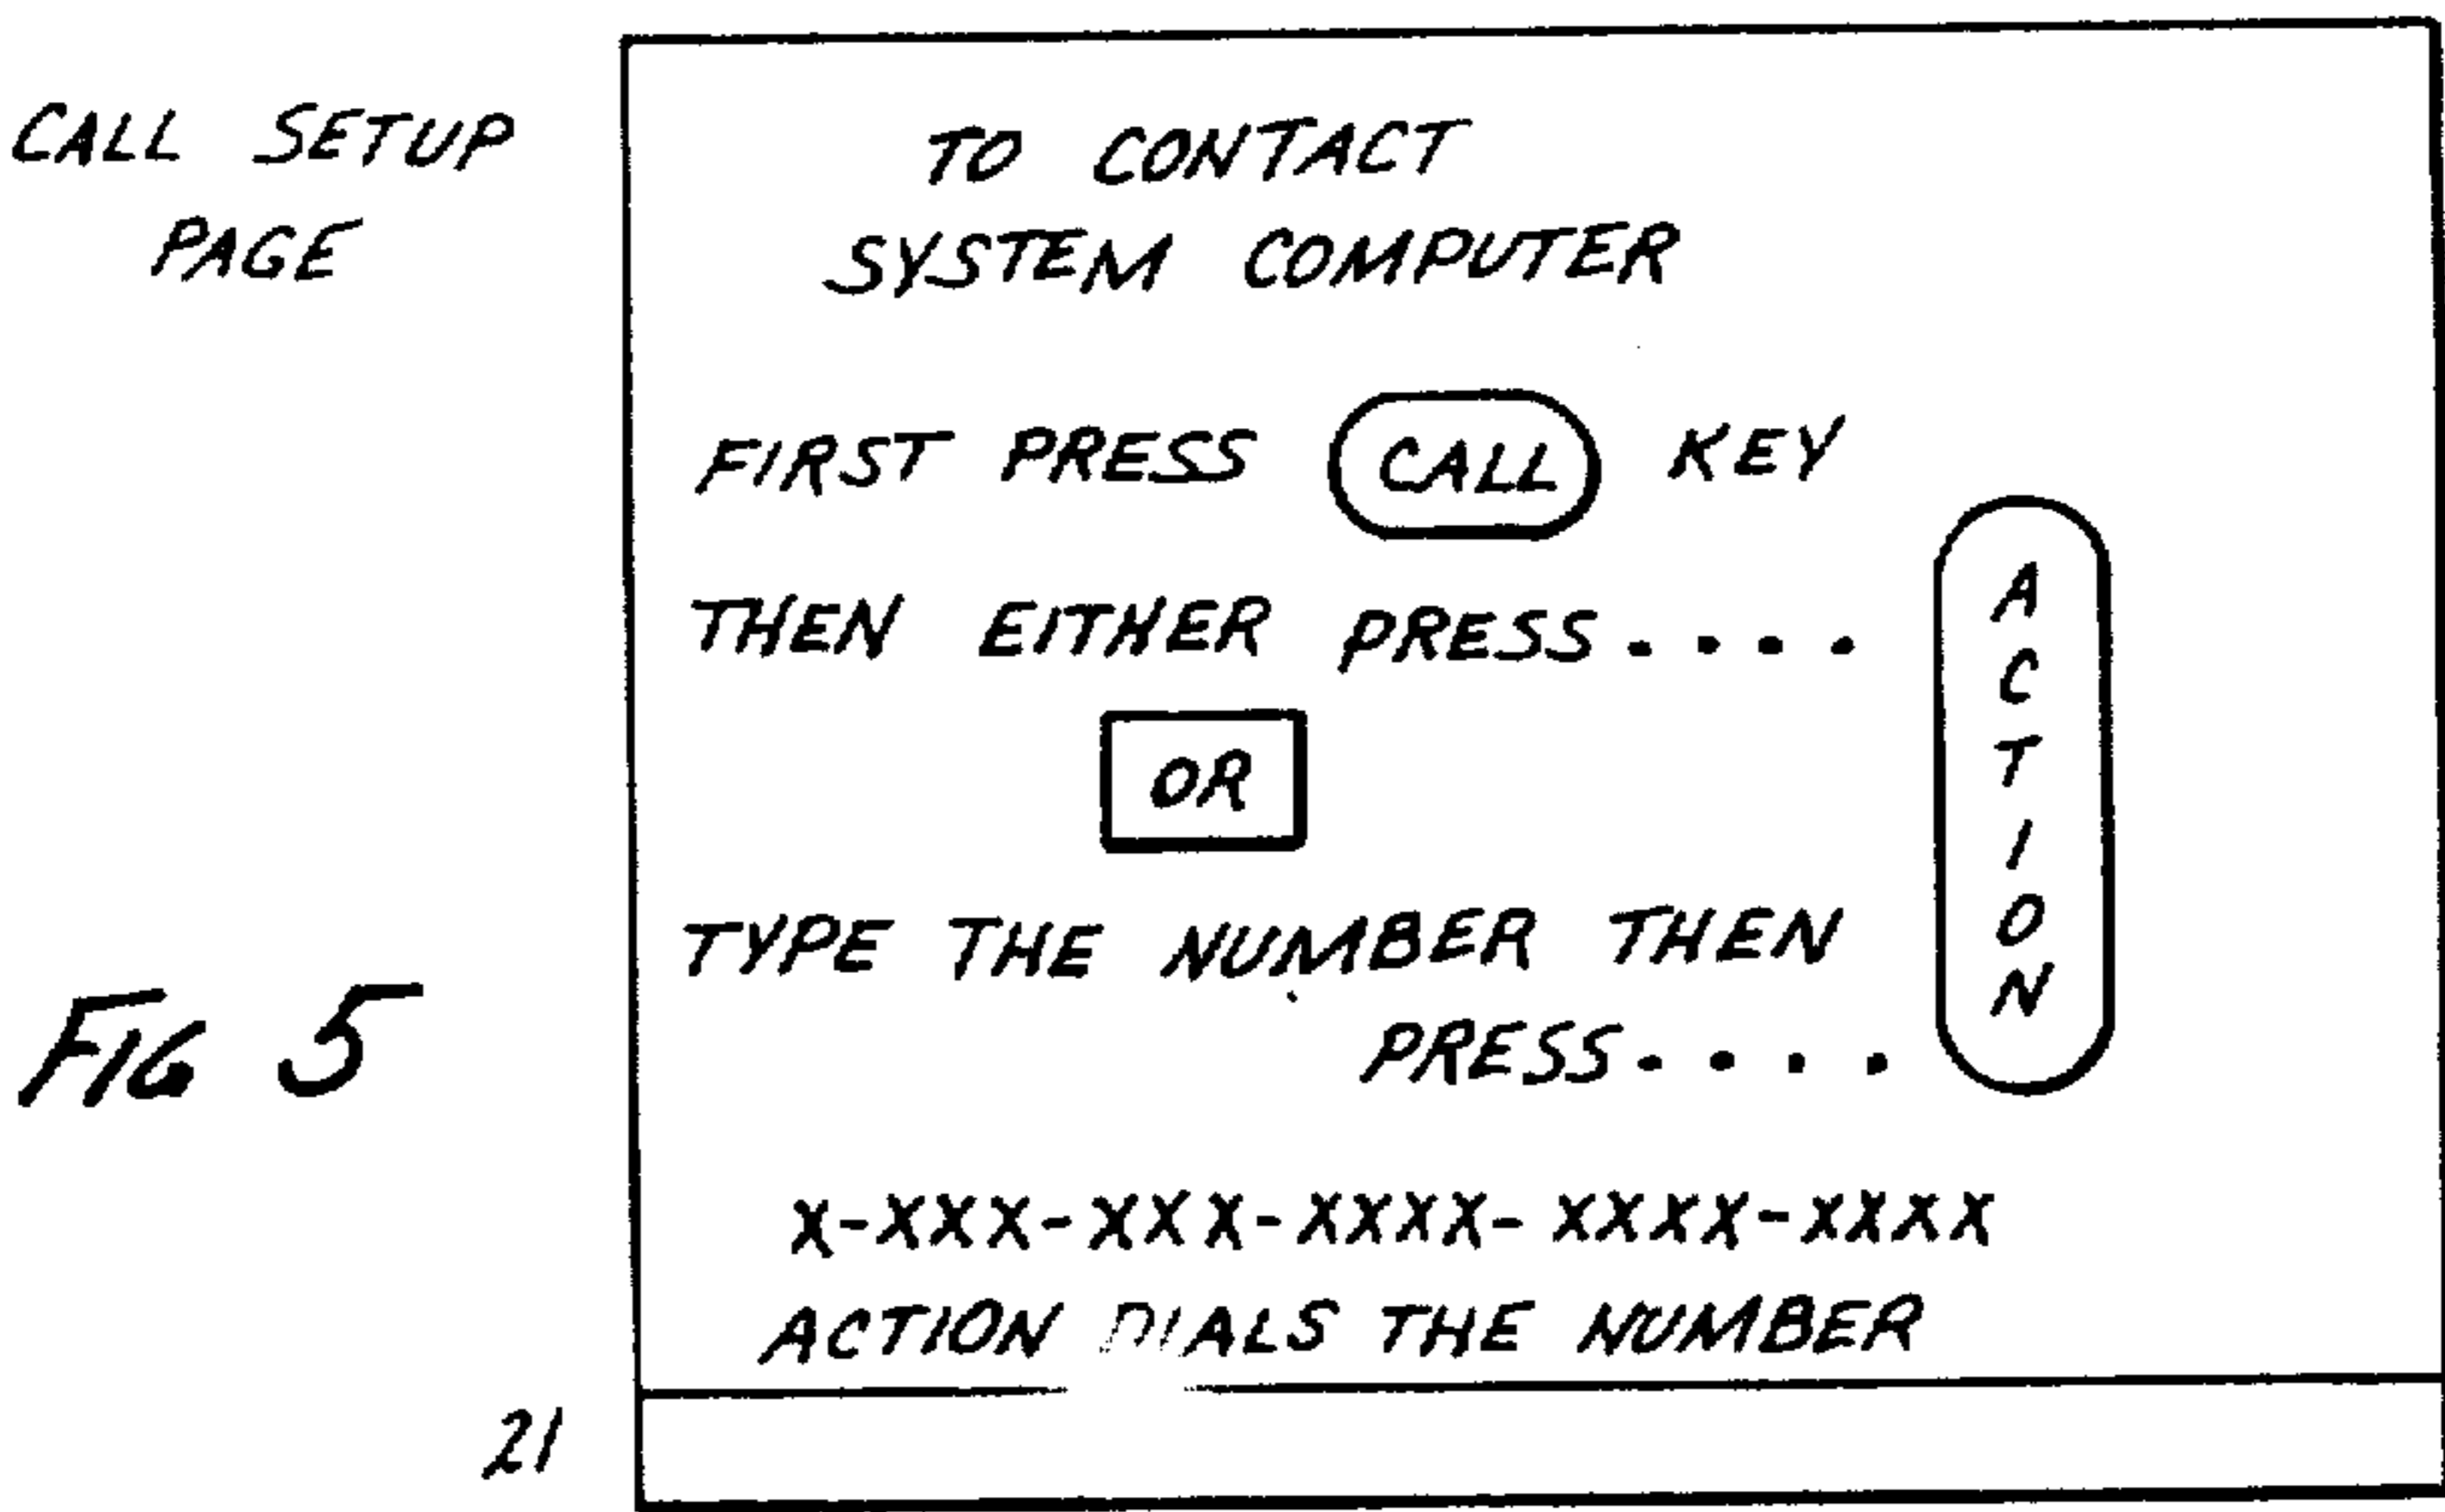 CALL SETUP
PAGE
TO CONTACT
SYSTEM COMPUTER
FIRST PRESS CALL KEY
THEN EITHER PRESS....
OR
TYPE THE NUMBER THEN
PRESS....
ACTION
X-XXX-XXX-XXXX-XXXX-XXXX
ACTION DIALS THE NUMBER
FIG 5
21